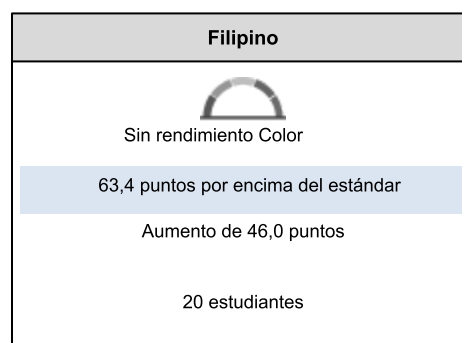 Filipino
Sin rendimiento Color
63,4 puntos por encima del estándar
Aumento de 46,0 puntos
20 estudiantes